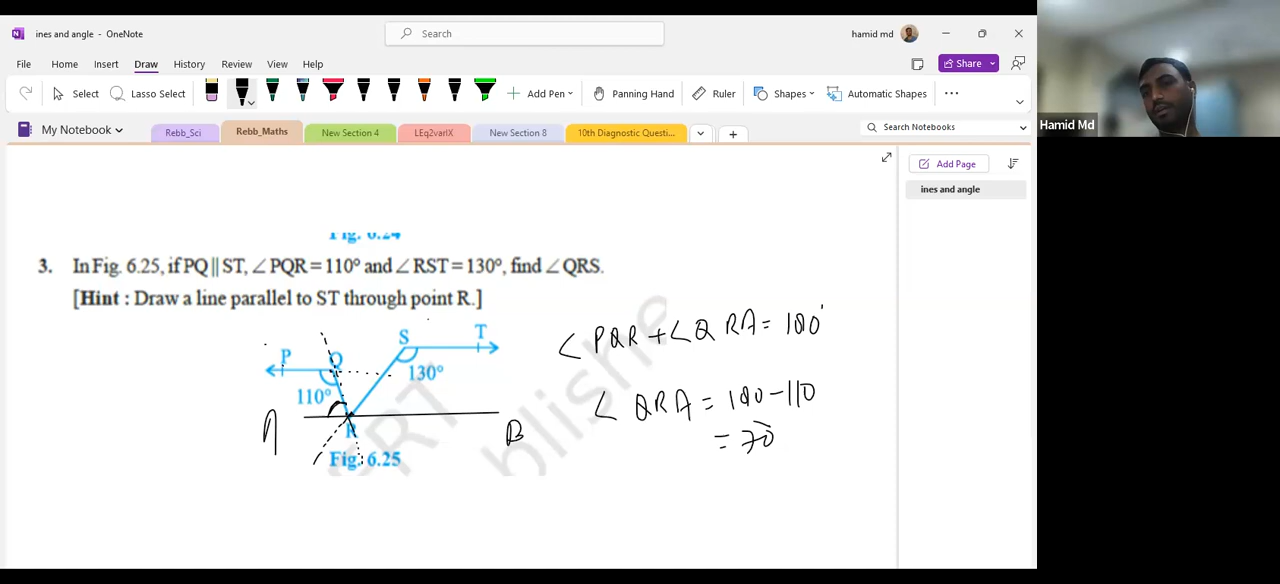 ines and angle - OneNote
Search
hamid md
File Home Insert Draw History Review View Help
Share
Select Lasso Select Add Pen Panning Hand Ruler Shapes Automatic Shapes ...
My Notebook Rebb_Sci Rebb_Maths New Section 4 LEq2varIX New Section 8 10th Diagnostic Questi... + Search Notebooks
Hamid Md
Add Page
ines and angle
Fig. 6.24
3. In Fig. 6.25, if PQ || ST, ∠ PQR = 110° and ∠ RST = 130°, find ∠ QRS.
[Hint : Draw a line parallel to ST through point R.]
P Q S T
110° 130°
A R B
Fig. 6.25
∠ PQR + ∠ Q RA = 180°
∠ QRA = 180 - 110
= 70